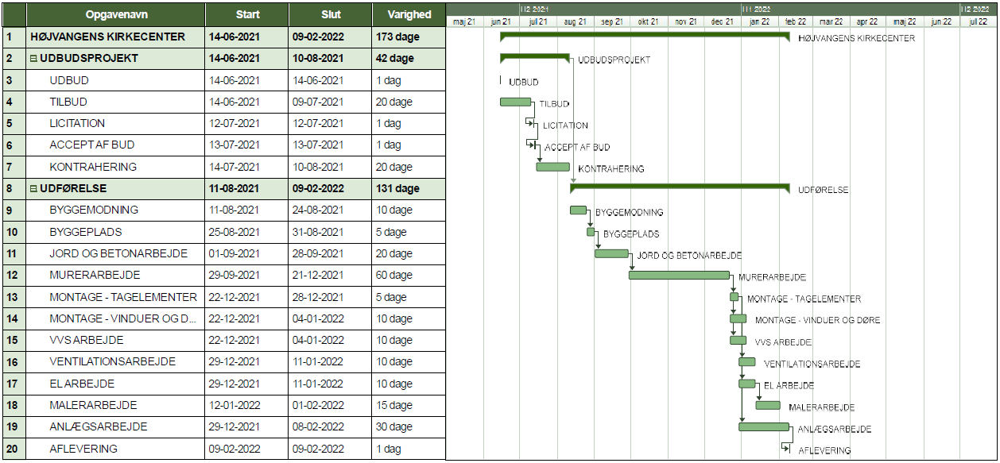 Opgavenavn Start Slut Varighed
H2 2021 H1 2022 H2 2022
maj 21 jun 21 jul 21 aug 21 sep 21 okt 21 nov 21 dec 21 jan 22 feb 22 mar 22 apr 22 maj 22 jun 22 jul 22
1 HØJVANGENS KIRKECENTER 14-06-2021 09-02-2022 173 dage HØJVANGENS KIRKECENTER
2 UDBUDSPROJEKT 14-06-2021 10-08-2021 42 dage UDBUDSPROJEKT
3 UDBUD 14-06-2021 14-06-2021 1 dag UDBUD
4 TILBUD 14-06-2021 09-07-2021 20 dage TILBUD
5 LICITATION 12-07-2021 12-07-2021 1 dag LICITATION
6 ACCEPT AF BUD 13-07-2021 13-07-2021 1 dag ACCEPT AF BUD
7 KONTRAHERING 14-07-2021 10-08-2021 20 dage KONTRAHERING
8 UDFØRELSE 11-08-2021 09-02-2022 131 dage UDFØRELSE
9 BYGGEMODNING 11-08-2021 24-08-2021 10 dage BYGGEMODNING
10 BYGGEPLADS 25-08-2021 31-08-2021 5 dage BYGGEPLADS
11 JORD OG BETONARBEJDE 01-09-2021 28-09-2021 20 dage JORD OG BETONARBEJDE
12 MURERARBEJDE 29-09-2021 21-12-2021 60 dage MURERARBEJDE
13 MONTAGE - TAGELEMENTER 22-12-2021 28-12-2021 5 dage MONTAGE - TAGELEMENTER
14 MONTAGE - VINDUER OG D... 22-12-2021 04-01-2022 10 dage MONTAGE - VINDUER OG DØRE
15 VVS ARBEJDE 22-12-2021 04-01-2022 10 dage VVS ARBEJDE
16 VENTILATIONSARBEJDE 29-12-2021 11-01-2022 10 dage VENTILATIONSARBEJDE
17 EL ARBEJDE 29-12-2021 11-01-2022 10 dage EL ARBEJDE
18 MALERARBEJDE 12-01-2022 01-02-2022 15 dage MALERARBEJDE
19 ANLÆGSARBEJDE 29-12-2021 08-02-2022 30 dage ANLÆGSARBEJDE
20 AFLEVERING 09-02-2022 09-02-2022 1 dag AFLEVERING